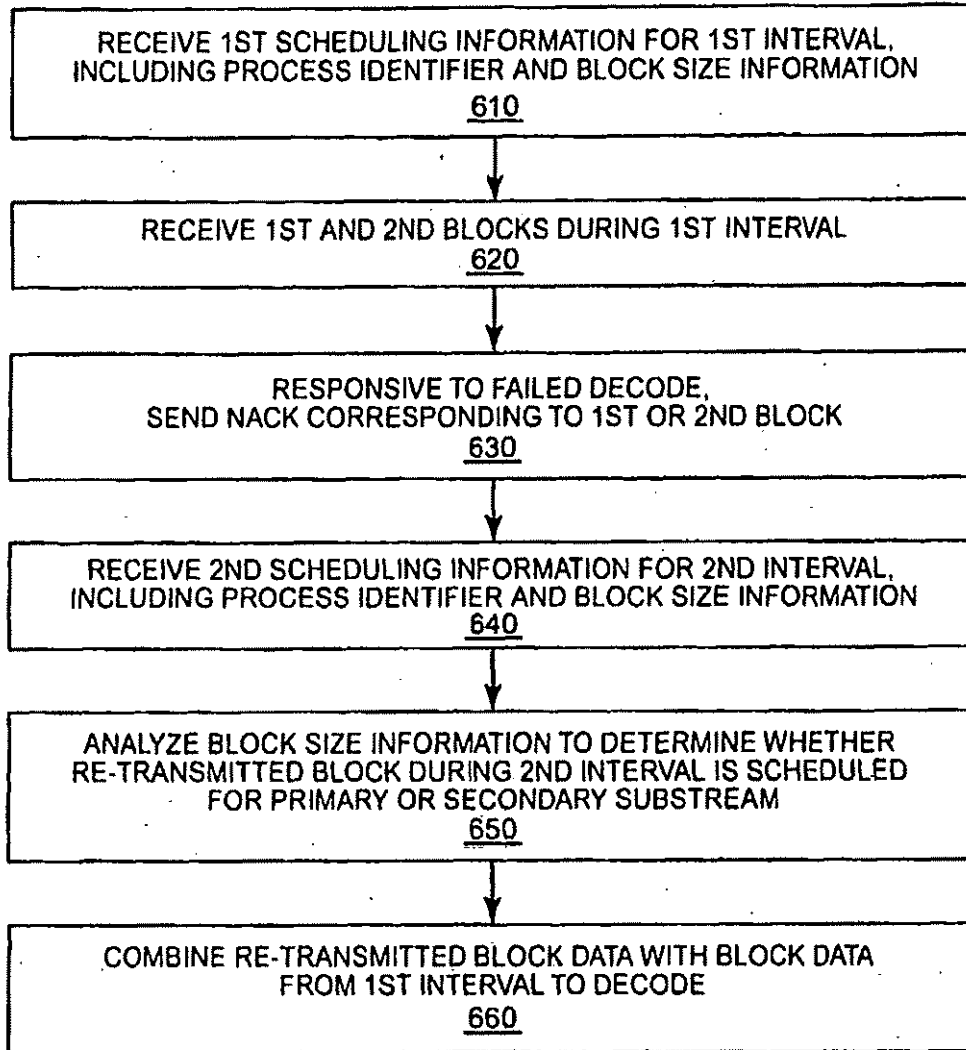 RECEIVE 1ST SCHEDULING INFORMATION FOR 1ST INTERVAL,
INCLUDING PROCESS IDENTIFIER AND BLOCK SIZE INFORMATION
610
RECEIVE 1ST AND 2ND BLOCKS DURING 1ST INTERVAL
620
RESPONSIVE TO FAILED DECODE,
SEND NACK CORRESPONDING TO 1ST OR 2ND BLOCK
630
RECEIVE 2ND SCHEDULING INFORMATION FOR 2ND INTERVAL,
INCLUDING PROCESS IDENTIFIER AND BLOCK SIZE INFORMATION
640
ANALYZE BLOCK SIZE INFORMATION TO DETERMINE WHETHER
RE-TRANSMITTED BLOCK DURING 2ND INTERVAL IS SCHEDULED
FOR PRIMARY OR SECONDARY SUBSTREAM
650
COMBINE RE-TRANSMITTED BLOCK DATA WITH BLOCK DATA
FROM 1ST INTERVAL TO DECODE
660